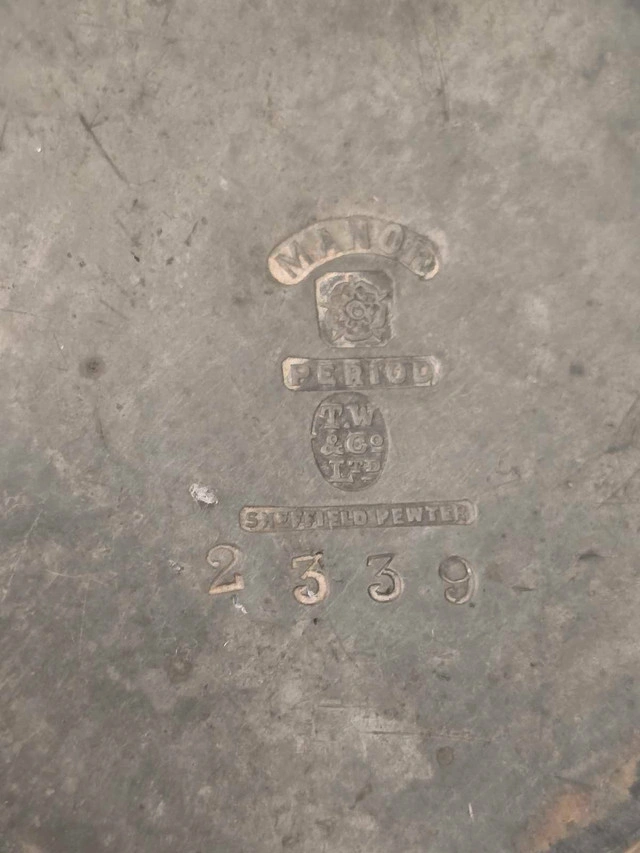 MANOR
PERIOD
T.W
& Co
LTD
SHEFFIELD PEWTER
2339